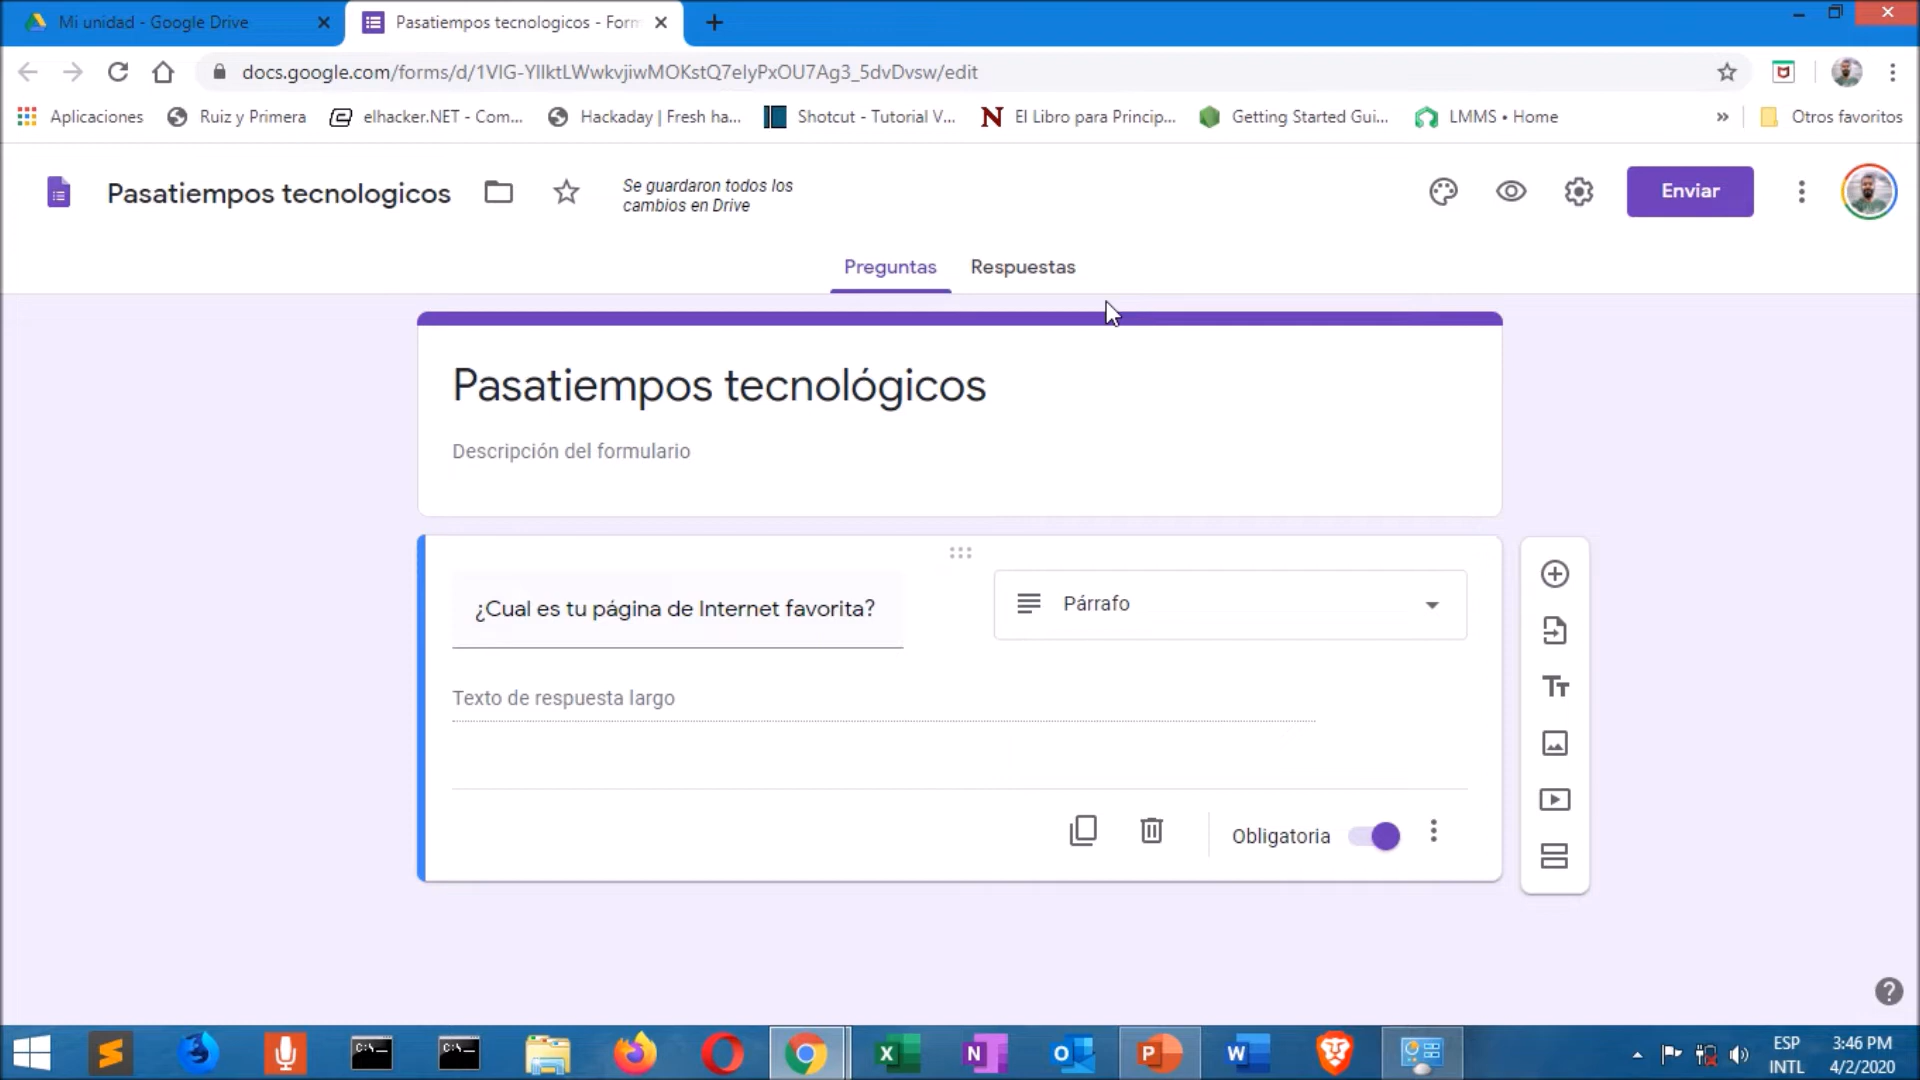 Mi unidad - Google Drive
Pasatiempos tecnologicos - Form
docs.google.com/forms/d/1VIG-YlIktLWwkvjiwMOKstQ7eIyPxOU7Ag3_5dvDvsw/edit
Aplicaciones
Ruiz y Primera
elhacker.NET - Com...
Hackaday | Fresh ha...
Shotcut - Tutorial V...
El Libro para Princip...
Getting Started Gui...
LMMS • Home
»
Otros favoritos
Pasatiempos tecnologicos
Se guardaron todos los
cambios en Drive
Enviar
Preguntas
Respuestas
Pasatiempos tecnológicos
Descripción del formulario
¿Cual es tu página de Internet favorita?
Párrafo
Texto de respuesta largo
Obligatoria
ESP
INTL
3:46 PM
4/2/2020